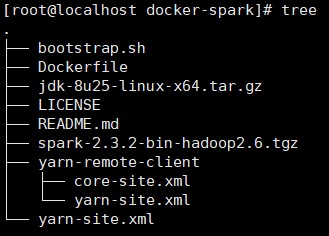 [root@localhost docker-spark]# tree
.
├── bootstrap.sh
├── Dockerfile
├── jdk-8u25-linux-x64.tar.gz
├── LICENSE
├── README.md
├── spark-2.3.2-bin-hadoop2.6.tgz
├── yarn-remote-client
│   ├── core-site.xml
│   └── yarn-site.xml
└── yarn-site.xml